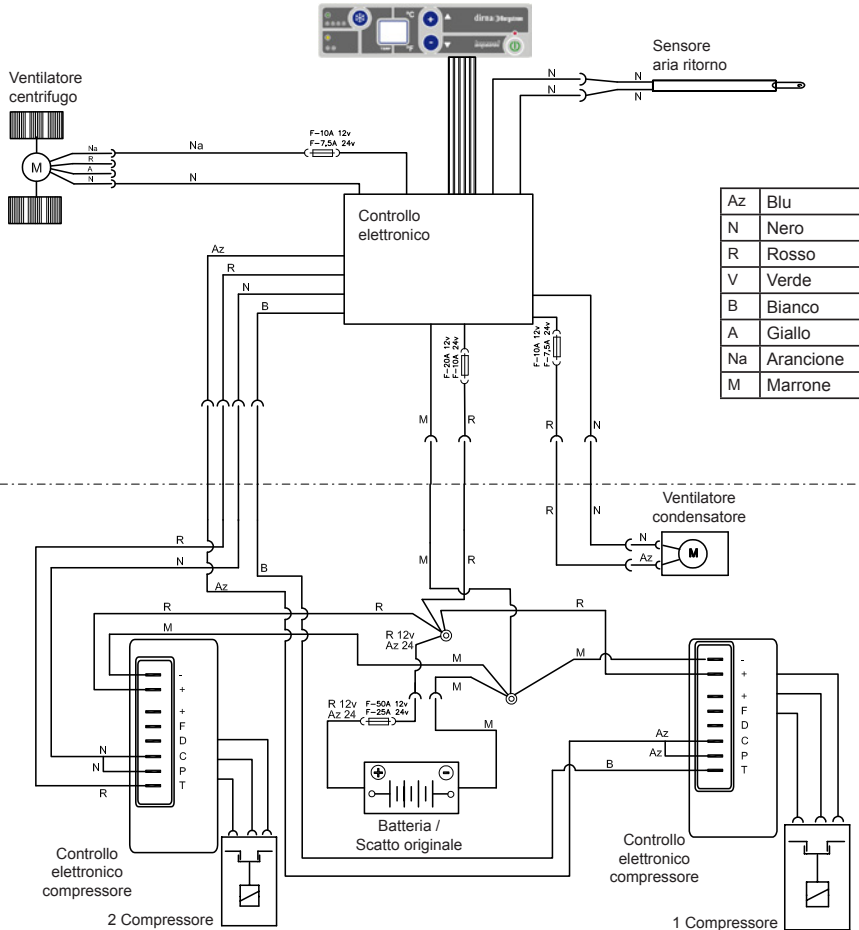 °C
°F
dirna
Bergstrom
Sensore
aria ritorno
Ventilatore
centrifugo
N
N
N
N
Na
R
A
N
Na
N
F-10A 12v
F-7,5A 24v
M
Controllo
elettronico
Az | Blu
N | Nero
R | Rosso
V | Verde
B | Bianco
A | Giallo
Na | Arancione
M | Marrone
Az
R
N
B
F-20A 12v
F-10A 24v
F-10A 12v
F-7,5A 24v
M
R
R
N
R
N
Ventilatore
condensatore
N
Az
M
R
N
B
Az
M
R
R
R
R
M
R 12v
Az 24
M
M
M
M
R 12v
Az 24
F-50A 12v
F-25A 24v
-
+
+
F
D
C
P
T
N
N
R
-
+
+
F
D
C
P
T
Az
Az
B
+
-
Batteria /
Scatto originale
Controllo
elettronico
compressore
2 Compressore
Controllo
elettronico
compressore
1 Compressore